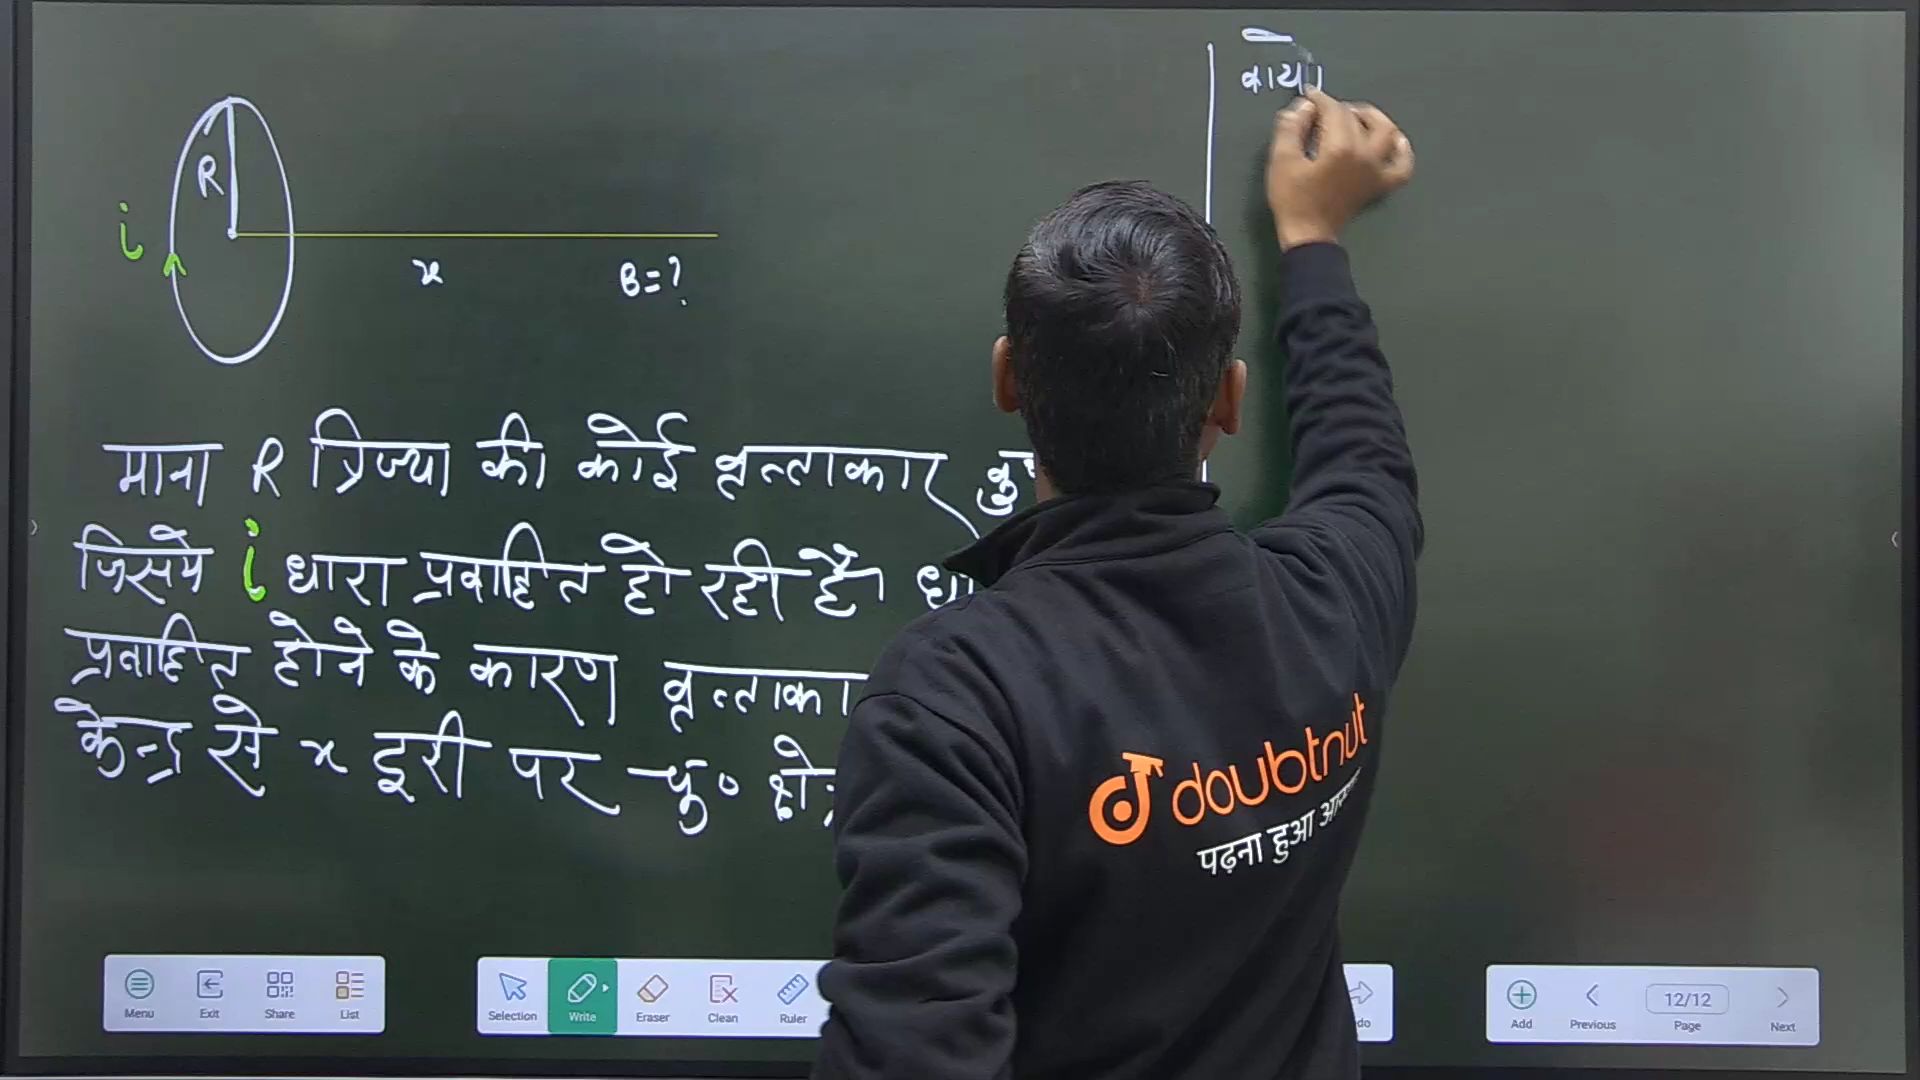 R
i
x
B=?
माना R त्रिज्या की कोई वृत्ताकार
जिसमे i धारा प्रवाहित हो रही है।
प्रवाहित होने के कारण
केन्द्र से x दूरी पर चु०
doubtnut
पढ़ना हुआ
Menu
Exit
Share
List
Selection
Write
Eraser
Clean
Ruler
Add
Previous
12/12
Page
Next